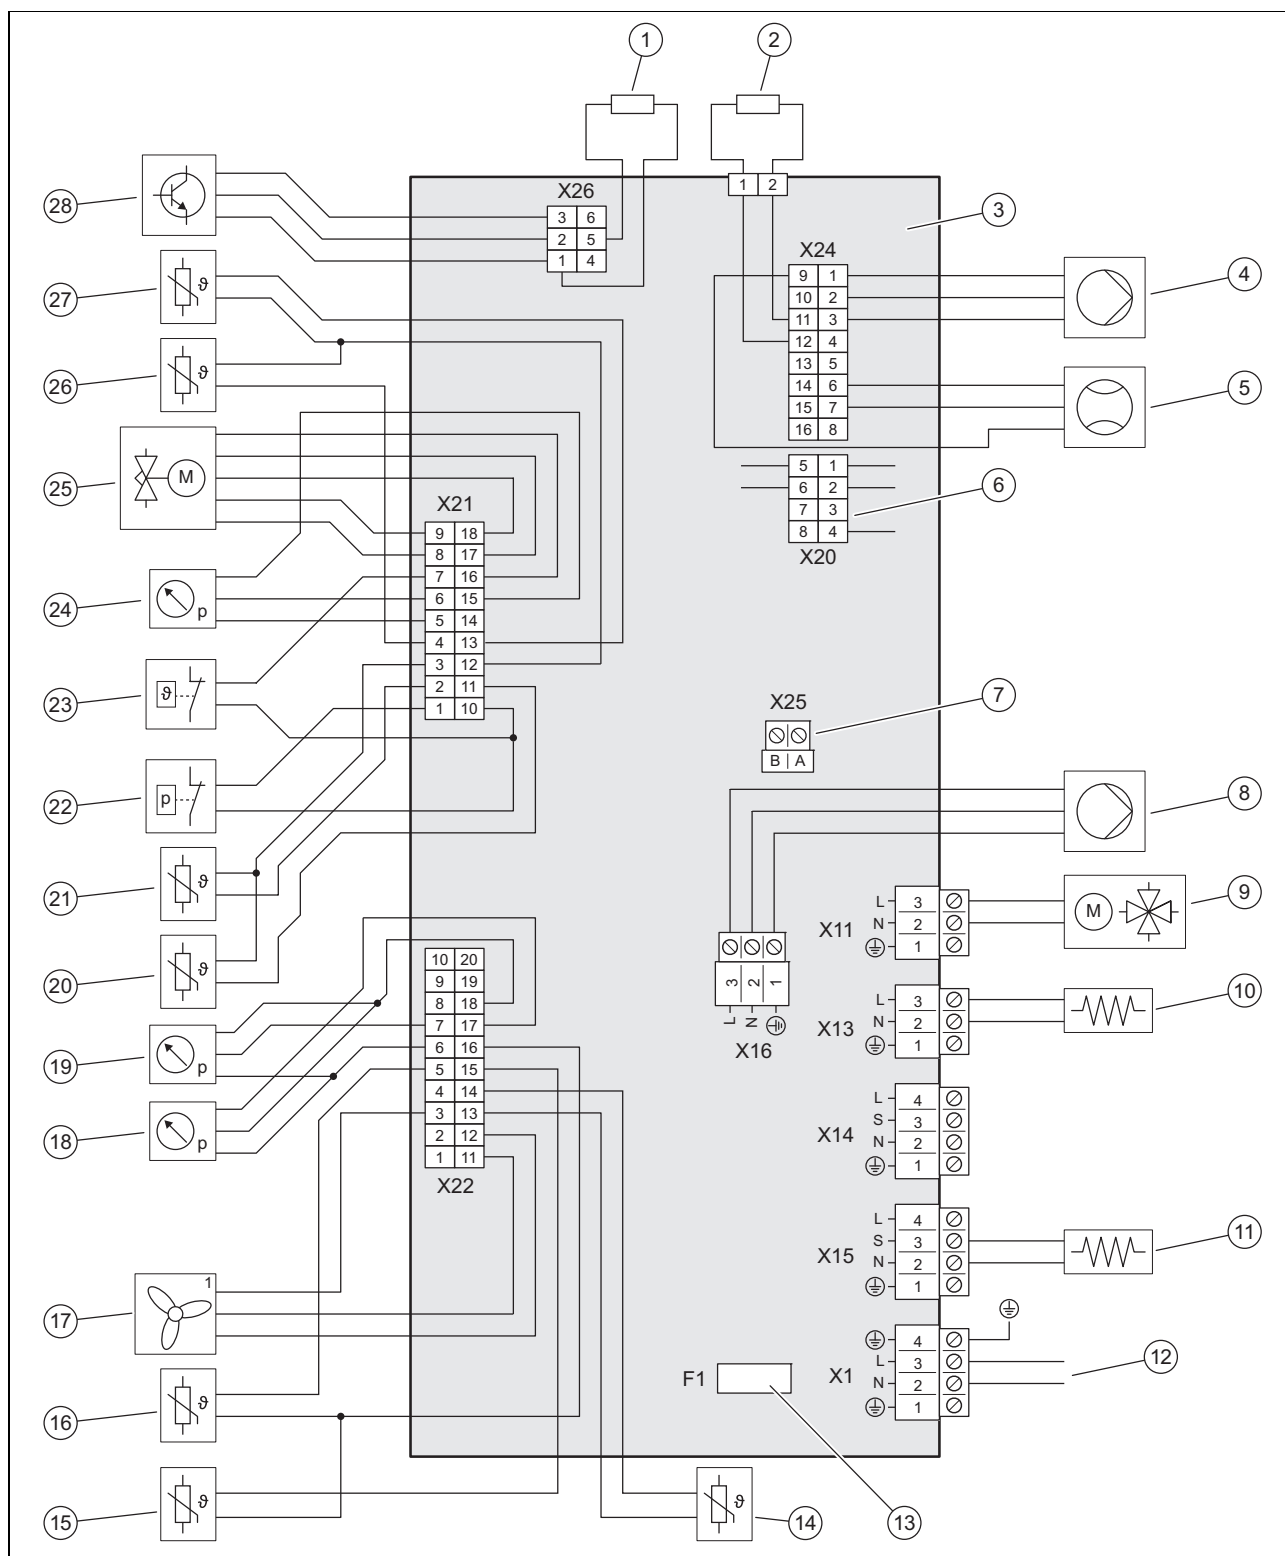 1 2
X26 1 2
28 3 6 3
2 5 X24
1 4 9 1 4
27 ϑ 10 2
11 3
12 4
26 ϑ 13 5
14 6 5
15 7
16 8
5 1
25 M X21 6 2 6
9 18 7 3
8 17 8 4
7 16 X20
24 p 6 15
5 14
4 13
23 ϑ 3 12
2 11 X25 7
1 10
B A
22 p 8
21 ϑ L 3
X11 N 2 M 9
1
20 ϑ 10 20
9 19 3 2 1 L 3 10
8 18 L N X13 N 2
19 p 7 17 X16 1
6 16
5 15
4 14 L 4
18 p 3 13 S 3
2 12 X14 N 2
1 11 1
X22
L 4
S 3 11
X15 N 2
1
17 1
4
F1 X1 L 3 12
N 2
16 ϑ 1
15 ϑ ϑ 14 13